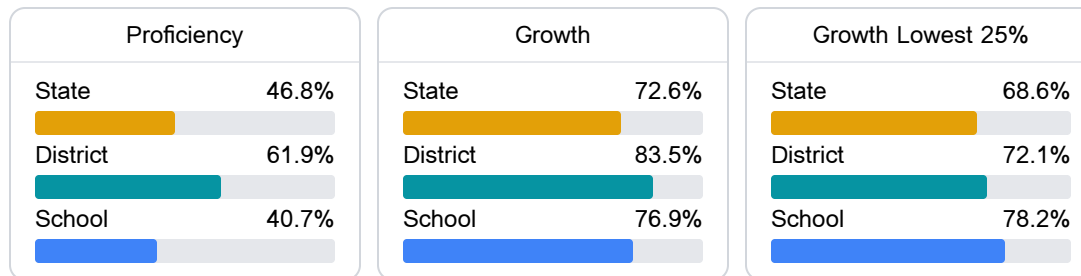 Proficiency
State 46.8%
District 61.9%
School 40.7%
Growth
State 72.6%
District 83.5%
School 76.9%
Growth Lowest 25%
State 68.6%
District 72.1%
School 78.2%